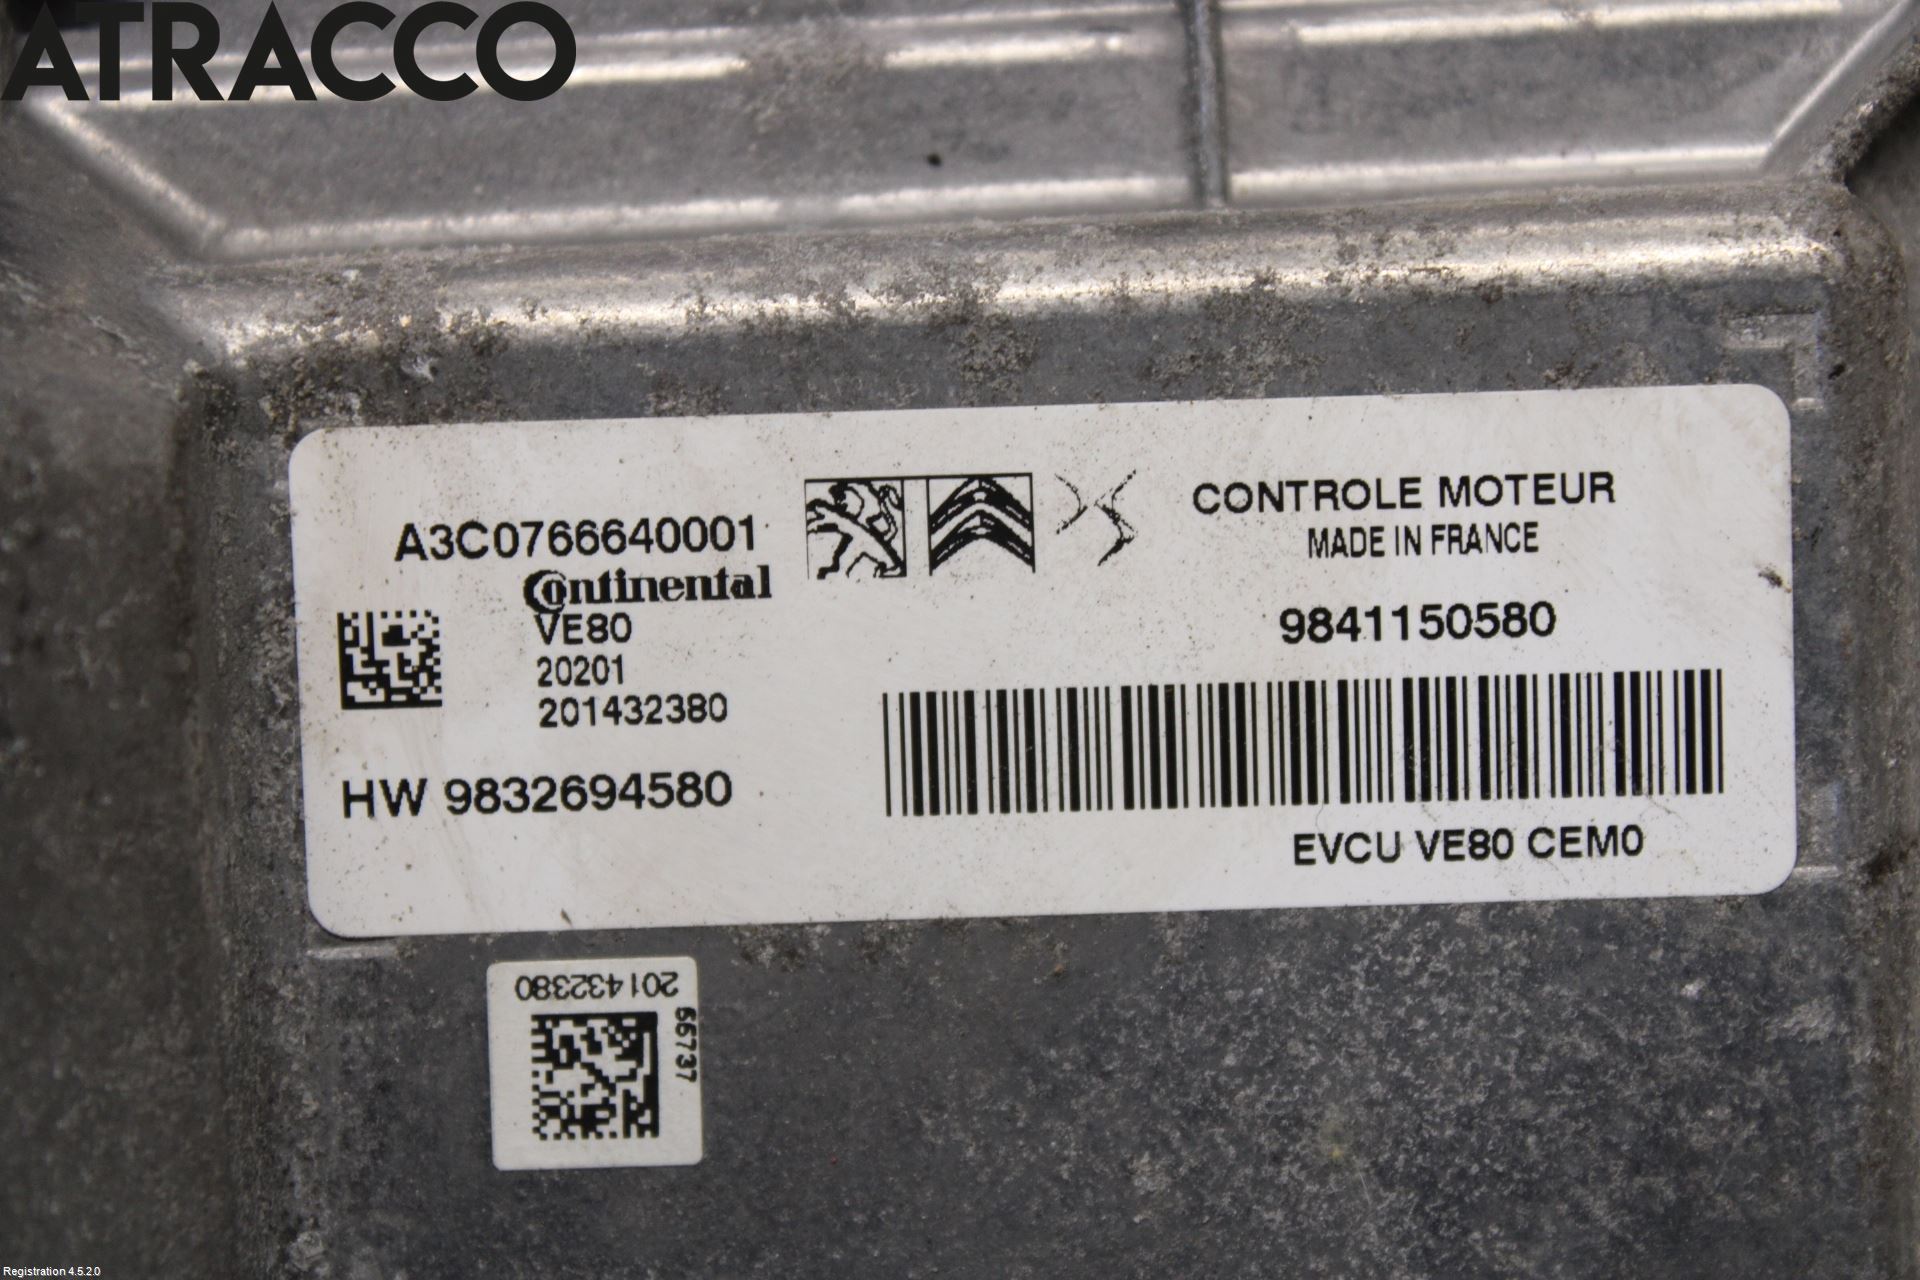 ATRACCO
A3C0766640001
Continental
VE80
20201
201432380
HW 9832694580
CONTROLE MOTEUR
MADE IN FRANCE
9841150580
EVCU VE80 CEM0
201432380
66737
Registration 4.5.2.0